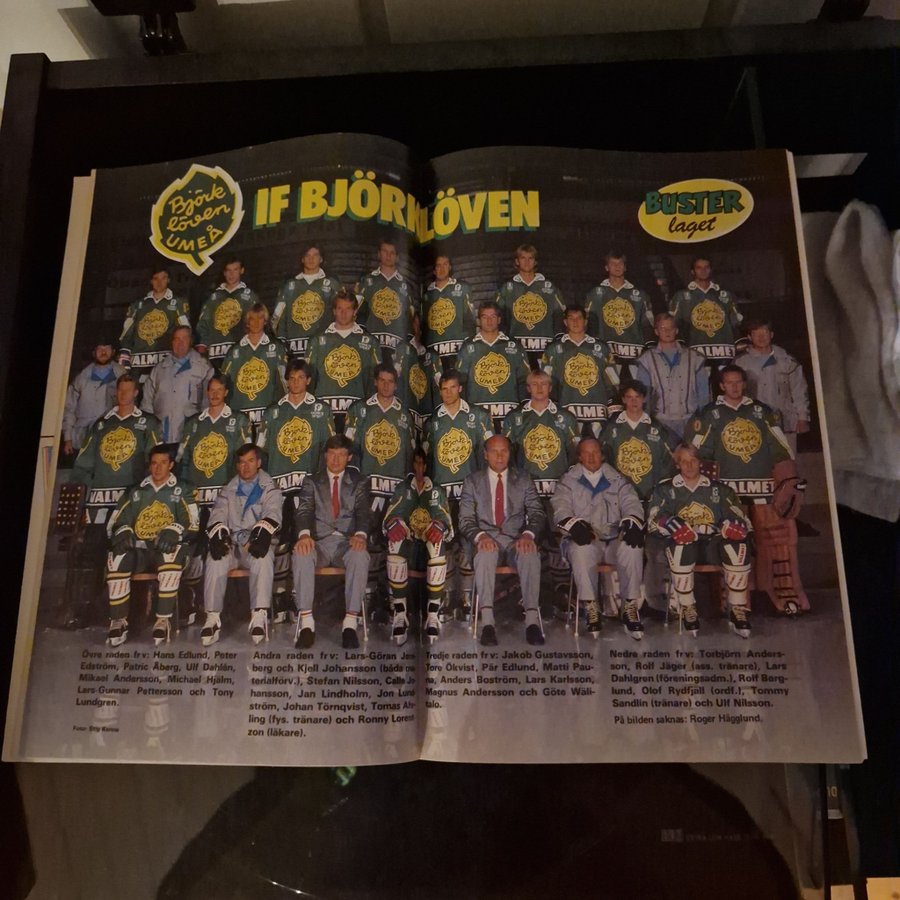 Björk
löven
UMEÅ
IF BJÖRKLÖVEN
BUSTER
laget
Övre raden fr v: Hans Edlund, Peter
Edström, Patric Åberg, Ulf Dahlén,
Mikael Andersson, Michael Hjälm,
Lars-Gunnar Pettersson och Tony
Lundgren.
Foto: Stig Kenne
Andra raden fr v: Lars-Göran
berg och Kjell Johansson (båda
terialförv.), Stefan Nilsson, Calle Jo-
hansson, Jan Lindholm, Jon Lund-
ström, Johan Törnqvist, Tomas
ling (fys. tränare) och Ronny Loren-
zon (läkare).
Tredje raden fr v: Jakob Gustavsson,
Tore Ökvist, Pär Edlund, Matti Pau-
na, Anders Boström, Lars Karlsson,
Magnus Andersson och Göte Wäli-
talo.
Nedre raden fr v: Torbjörn Anders-
son, Rolf Jäger (ass. tränare), Lars
Dahlgren (föreningsadm.), Rolf Berg-
lund, Olof Rydfjäll (ordf.), Tommy
Sandlin (tränare) och Ulf Nilsson.
På bilden saknas: Roger Hägglund.